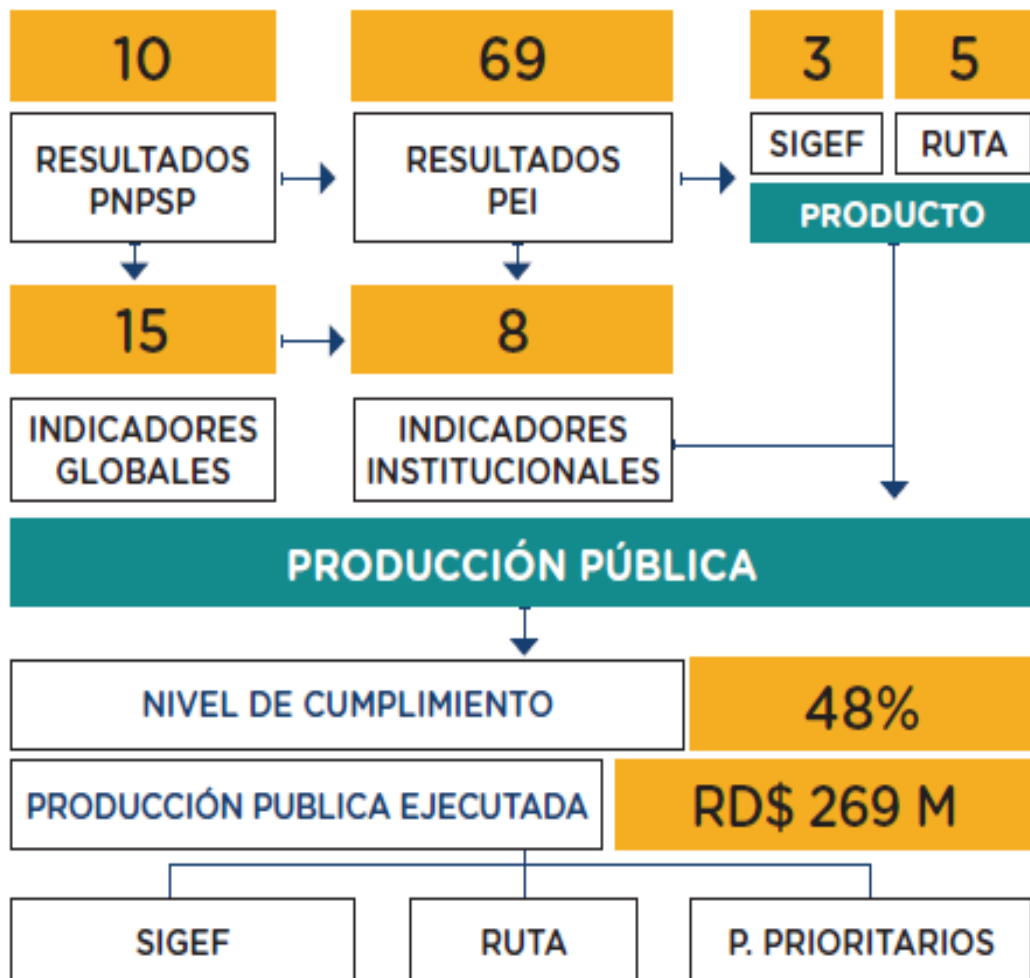 10
69
3
5
RESULTADOS
PNPSP
RESULTADOS
PEI
SIGEF
RUTA
PRODUCTO
15
8
INDICADORES
GLOBALES
INDICADORES
INSTITUCIONALES
PRODUCCIÓN PÚBLICA
NIVEL DE CUMPLIMIENTO
48%
PRODUCCIÓN PUBLICA EJECUTADA
RD$ 269 M
SIGEF
RUTA
P. PRIORITARIOS